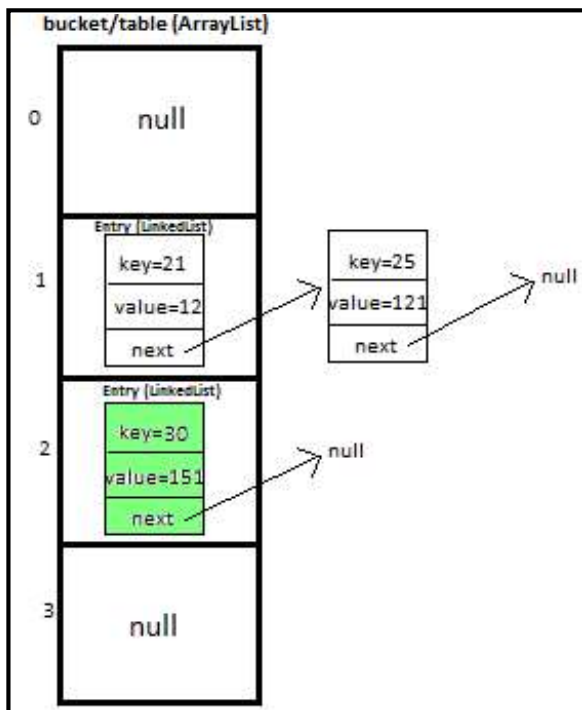 bucket/table (ArrayList)
0
null
1
Entry (LinkedList)
key=21
value=12
next
key=25
value=121
next
null
2
Entry (LinkedList)
key=30
value=151
next
null
3
null